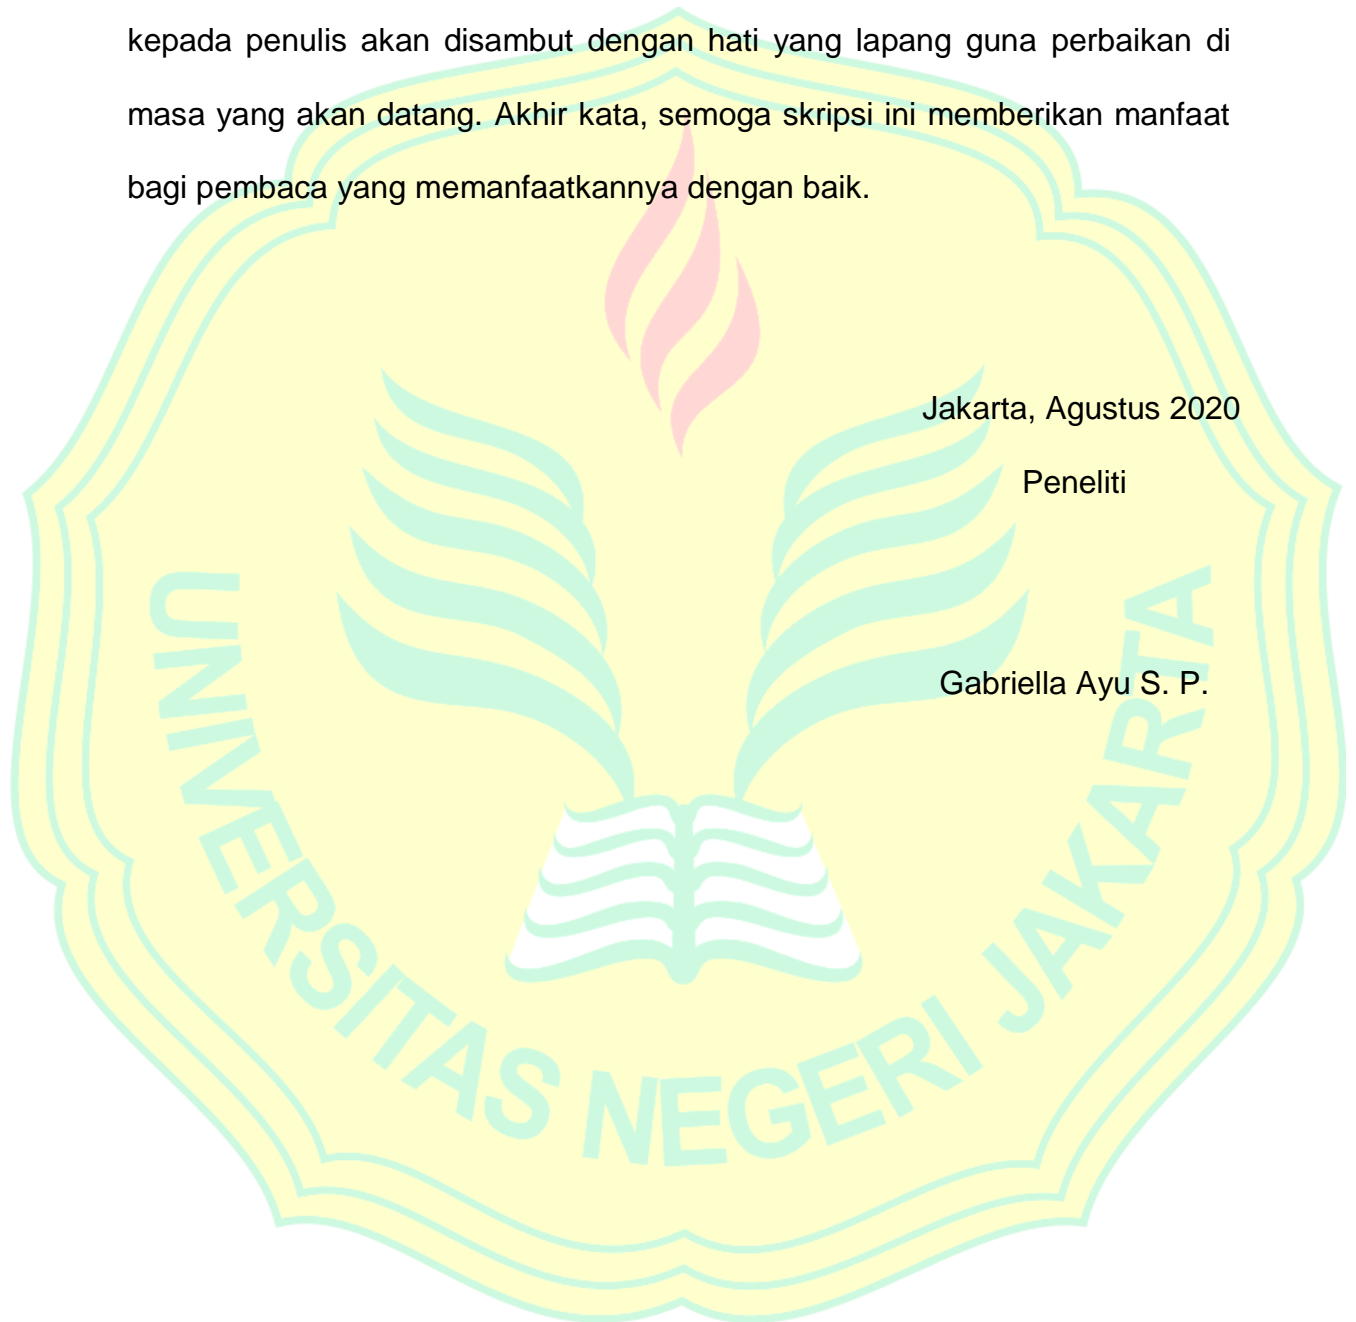 kepada penulis akan disambut dengan hati yang lapang guna perbaikan di
masa yang akan datang. Akhir kata, semoga skripsi ini memberikan manfaat
bagi pembaca yang memanfaatkannya dengan baik.
Jakarta, Agustus 2020
Peneliti
Gabriella Ayu S. P.
UNIVERSITAS NEGERI JAKARTA